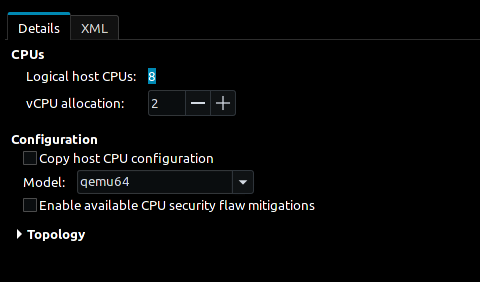 Details XML
CPUs
Logical host CPUs: 8
vCPU allocation: 2
Configuration
Copy host CPU configuration
Model: qemu64
Enable available CPU security flaw mitigations
Topology